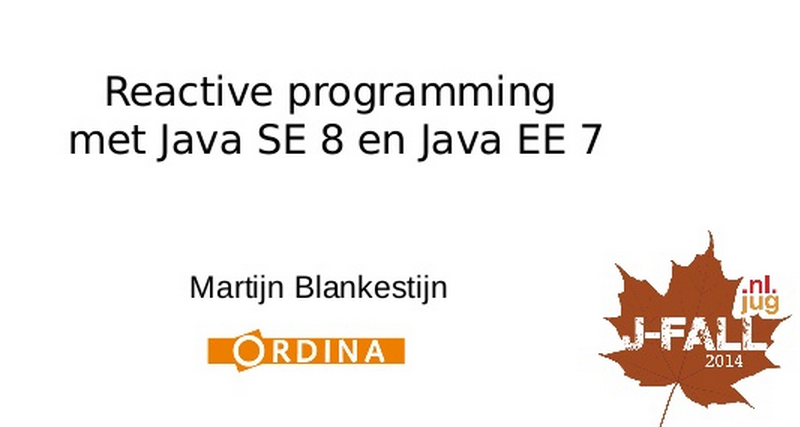 Reactive programming
met Java SE 8 en Java EE 7
Martijn Blankestijn
ORDINA
.nl.
jug
J-FALL
2014